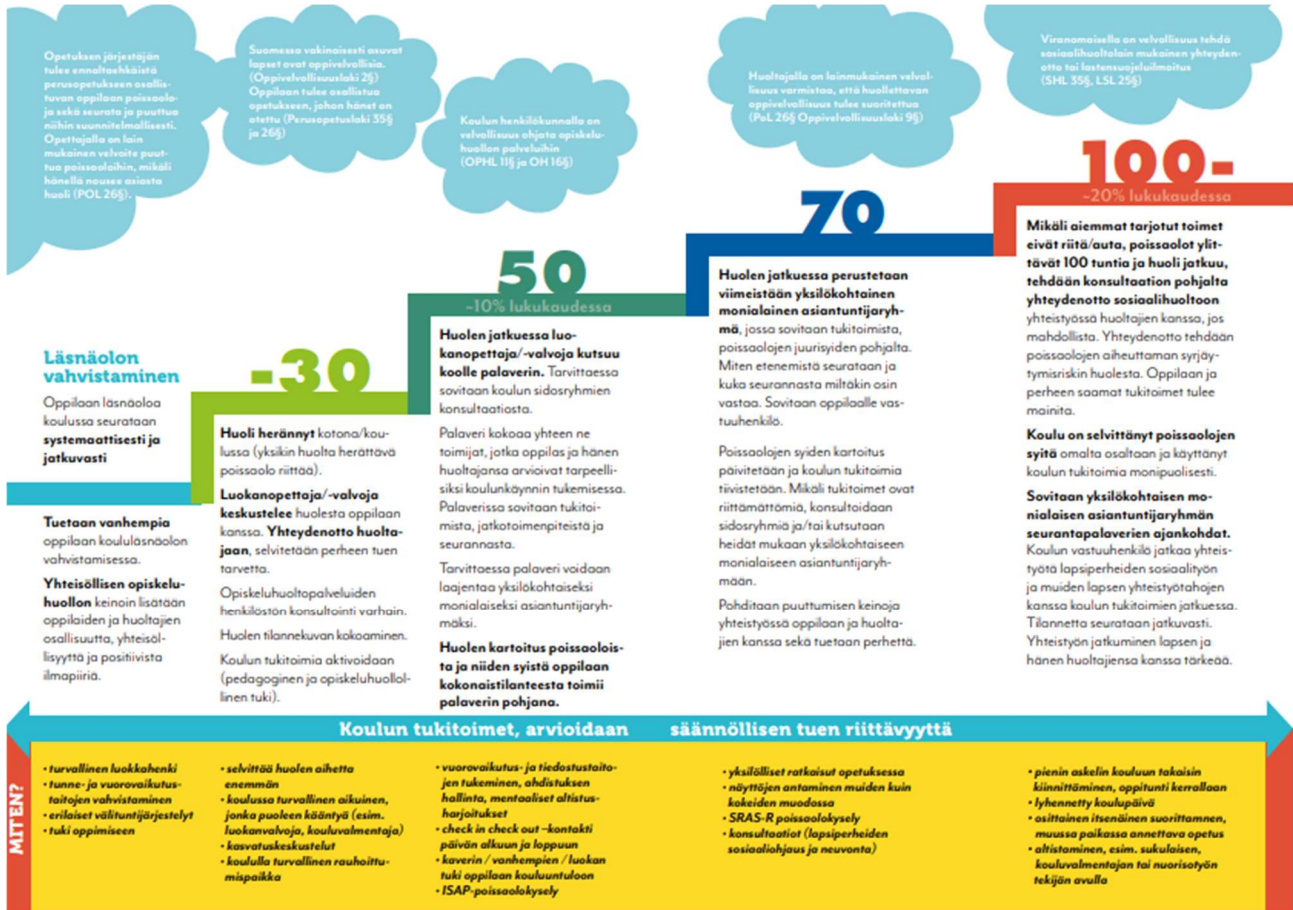 Opetuksen järjestäjän
tulee ennaltaehkäistä
perusopetukseen osallis-
tuvan oppilaan poissaolo-
ja sekä seurata ja puuttua
niihin suunnitelmallisesti.
Opettajalla on lain
mukainen velvoite puut-
tua poissaoloihin, mikäli
hänellä nousee asiasta
huoli (POL 26§).
Suomessa vakinaisesti asuvat
lapset ovat oppivelvollisia.
(Oppivelvollisuuslaki 2§)
Oppilaan tulee osallistua
opetukseen, johon hänet on
otettu (Perusopetuslaki 35§
ja 26§)
Koulun henkilökunnalla on
velvollisuus ohjata opiskelu-
huollon palveluihin
(OPHL 11§ ja OH 16§)
Huoltajalla on lainmukainen velvol-
lisuus varmistaa, että huollettavan
oppivelvollisuus tulee suoritettua
(PoL 26§ Oppivelvollisuuslaki 9§)
Viranomaisella on velvollisuus tehdä
sosiaalihuoltolain mukainen yhteyden-
otto tai lastensuojeluilmoitus
(SHL 35§, LSL 25§)
Läsnäolon
vahvistaminen
Oppilaan läsnäoloa
koulussa seurataan
systemaattisesti ja
jatkuvasti
Tuetaan vanhempia
oppilaan koululäsnäolon
vahvistamisessa.
Yhteisöllisen opiskelu-
huollon keinoin lisätään
oppilaiden ja huoltajien
osallisuutta, yhteisöl-
lisyyttä ja positiivista
ilmapiiriä.
-30
Huoli herännyt kotona/kou-
lussa (yksikin huolta herättävä
poissaolo riittää).
Luokanopettaja/-valvoja
keskustelee huolesta oppilaan
kanssa. Yhteydenotto huolta-
jaan, selvitetään perheen tuen
tarvetta.
Opiskeluhuoltopalveluiden
henkilöstön konsultointi varhain.
Huolen tilannekuvan kokoaminen.
Koulun tukitoimia aktivoidaan
(pedagoginen ja opiskeluhuollol-
linen tuki).
50
~10% lukukaudessa
Huolen jatkuessa luo-
kanopettaja/-valvoja kutsuu
koolle palaverin. Tarvittaessa
sovitaan koulun sidosryhmien
konsultaatiosta.
Palaveri kokoaa yhteen ne
toimijat, jotka oppilas ja hänen
huoltajansa arvioivat tarpeelli-
siksi koulunkäynnin tukemisessa.
Palaverissa sovitaan tukitoi-
mista, jatkotoimenpiteistä ja
seurannasta.
Tarvittaessa palaveri voidaan
laajentaa yksilökohtaiseksi
monialaiseksi asiantuntijaryh-
mäksi.
Huolen kartoitus poissaolois-
ta ja niiden syistä oppilaan
kokonaistilanteesta toimii
palaverin pohjana.
70
Huolen jatkuessa perustetaan
viimeistään yksilökohtainen
monialainen asiantuntijaryh-
mä, jossa sovitaan tukitoimista,
poissaolojen juurisyiden pohjalta.
Miten etenemistä seurataan ja
kuka seurannasta miltäkin osin
vastaa. Sovitaan oppilaalle vas-
tuuhenkilö.
Poissaolojen syiden kartoitus
päivitetään ja koulun tukitoimia
tiivistetään. Mikäli tukitoimet ovat
riittämättömiä, konsultoidaan
sidosryhmiä ja/tai kutsutaan
heidät mukaan yksilökohtaiseen
monialaiseen asiantuntijaryh-
mään.
Pohditaan puuttumisen keinoja
yhteistyössä oppilaan ja huolta-
jien kanssa sekä tuetaan perhettä.
100-
~20% lukukaudessa
Mikäli aiemmat tarjotut toimet
eivät riitä/auta, poissaolot ylit-
tävät 100 tuntia ja huoli jatkuu,
tehdään konsultaation pohjalta
yhteydenotto sosiaalihuoltoon
yhteistyössä huoltajien kanssa, jos
mahdollista. Yhteydenotto tehdään
poissaolojen aiheuttaman syrjäy-
tymisriskin huolesta. Oppilaan ja
perheen saamat tukitoimet tulee
mainita.
Koulu on selvittänyt poissaolojen
syitä omalta osaltaan ja käyttänyt
koulun tukitoimia monipuolisesti.
Sovitaan yksilökohtaisen mo-
nialaisen asiantuntijaryhmän
seurantapalaverien ajankohdat.
Koulun vastuuhenkilö jatkaa yhteis-
työtä lapsiperheiden sosiaalityön
ja muiden lapsen yhteistyötahojen
kanssa koulun tukitoimien jatkuessa.
Tilannetta seurataan jatkuvasti.
Yhteistyön jatkuminen lapsen ja
hänen huoltajiensa kanssa tärkeää.
Koulun tukitoimet, arvioidaan säännöllisen tuen riittävyyttä
MITEN?
• turvallinen luokkahenki
• tunne- ja vuorovaikutus-
taitojen vahvistaminen
• erilaiset välituntijärjestelyt
• tuki oppimiseen
• selvittää huolen aihetta
enemmän
• koulussa turvallinen aikuinen,
jonka puoleen kääntyä (esim.
luokanvalvoja, kouluvalmentaja)
• kasvatuskeskustelut
• koululla turvallinen rauhoittu-
mispaikka
• vuorovaikutus- ja tiedostustaito-
jen tukeminen, ahdistuksen
hallinta, mentaaliset altistus-
harjoitukset
• check in check out –kontakti
päivän alkuun ja loppuun
• kaverin / vanhempien / luokan
tuki oppilaan kouluuntuloon
• ISAP-poissaolokysely
• yksilölliset ratkaisut opetuksessa
• näyttöjen antaminen muiden kuin
kokeiden muodossa
• SRAS-R poissaolokysely
• konsultaatiot (lapsiperheiden
sosiaaliohjaus ja neuvonta)
• pienin askelin kouluun takaisin
kiinnittäminen, oppitunti kerrallaan
• lyhennetty koulupäivä
• osittainen itsenäinen suorittamnen,
muussa paikassa annettava opetus
• altistaminen, esim. sukulaisen,
kouluvalmentajan tai nuorisotyön
tekijän avulla